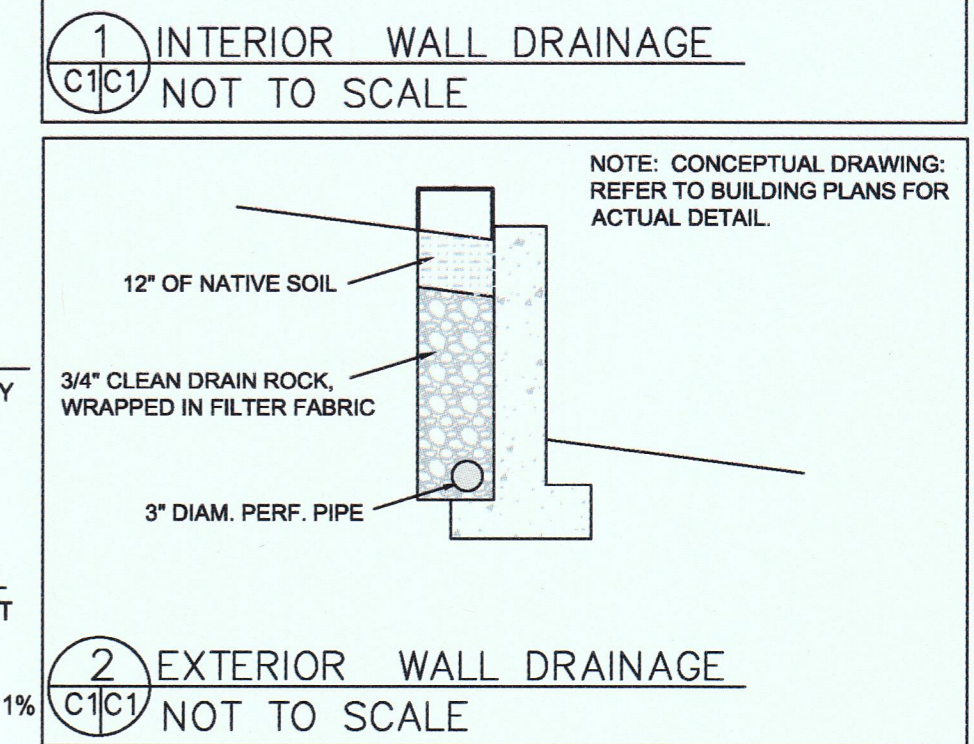 1 INTERIOR WALL DRAINAGE
C1 C1 NOT TO SCALE
NOTE: CONCEPTUAL DRAWING:
REFER TO BUILDING PLANS FOR
ACTUAL DETAIL.
12" OF NATIVE SOIL
3/4" CLEAN DRAIN ROCK,
WRAPPED IN FILTER FABRIC
3" DIAM. PERF. PIPE
Y
T
1%
2 EXTERIOR WALL DRAINAGE
C1 C1 NOT TO SCALE